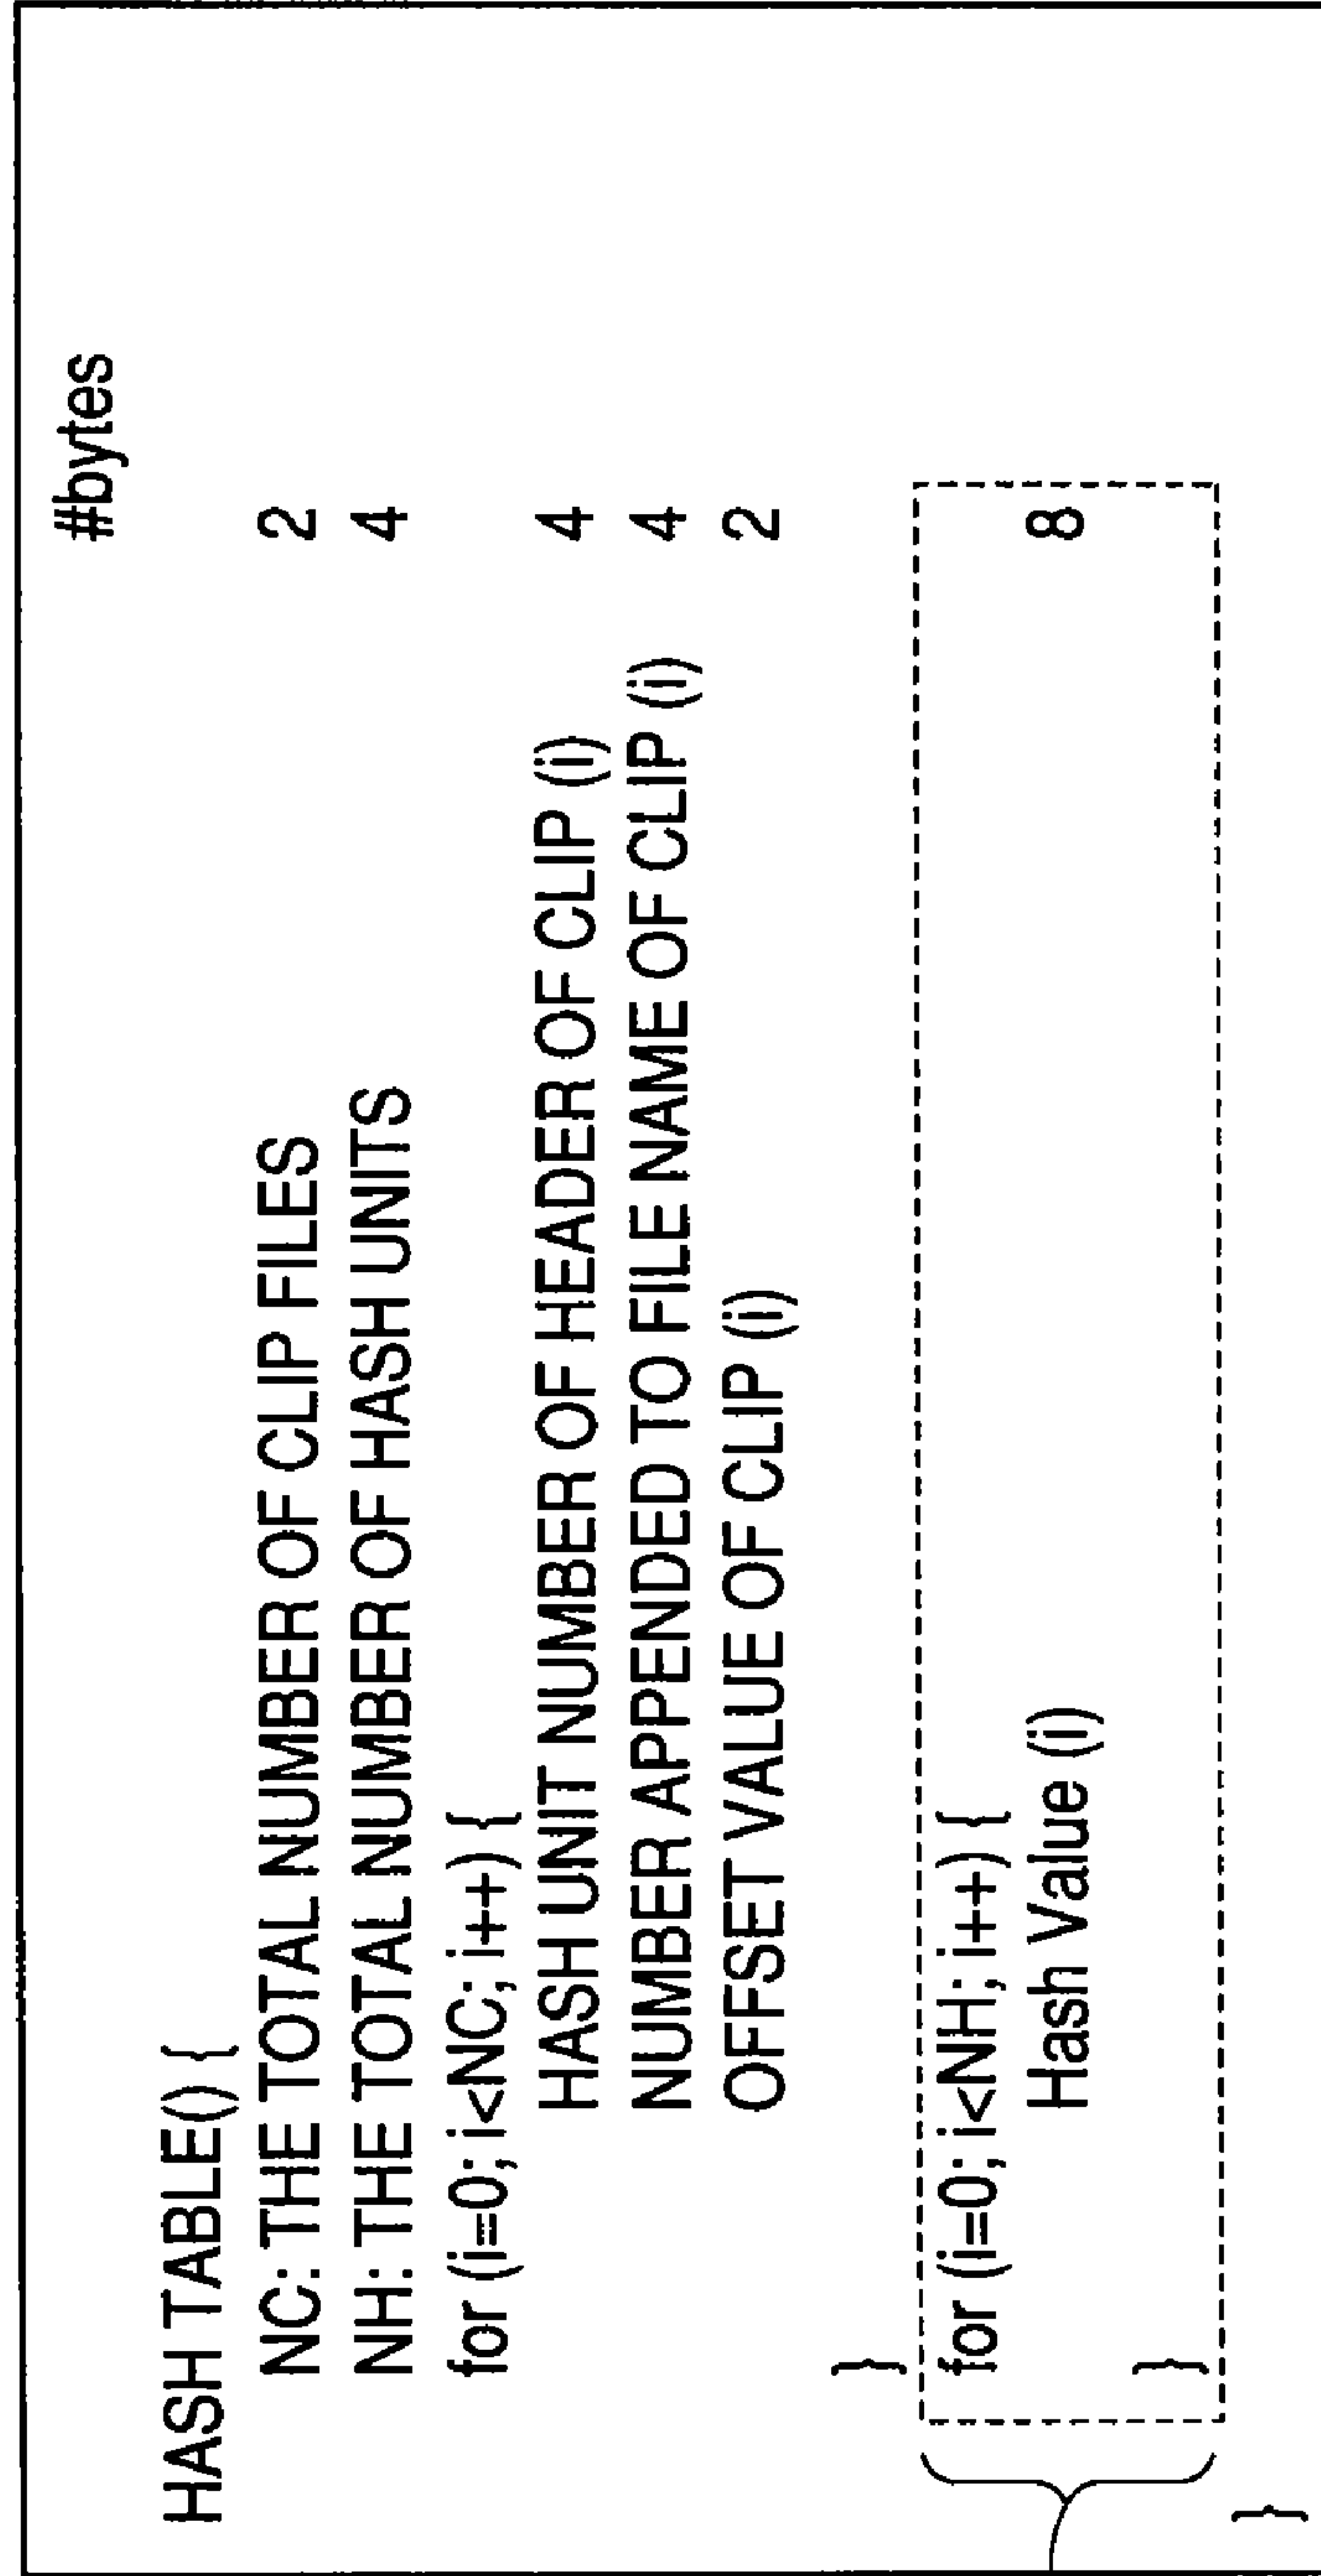 #bytes
HASH TABLE() {
NC: THE TOTAL NUMBER OF CLIP FILES 2
NH: THE TOTAL NUMBER OF HASH UNITS 4
for (i=0; i<NC; i++) {
HASH UNIT NUMBER OF HEADER OF CLIP (i) 4
NUMBER APPENDED TO FILE NAME OF CLIP (i) 4
OFFSET VALUE OF CLIP (i) 2
}
for (i=0; i<NH; i++) {
Hash Value (i) 8
}
}